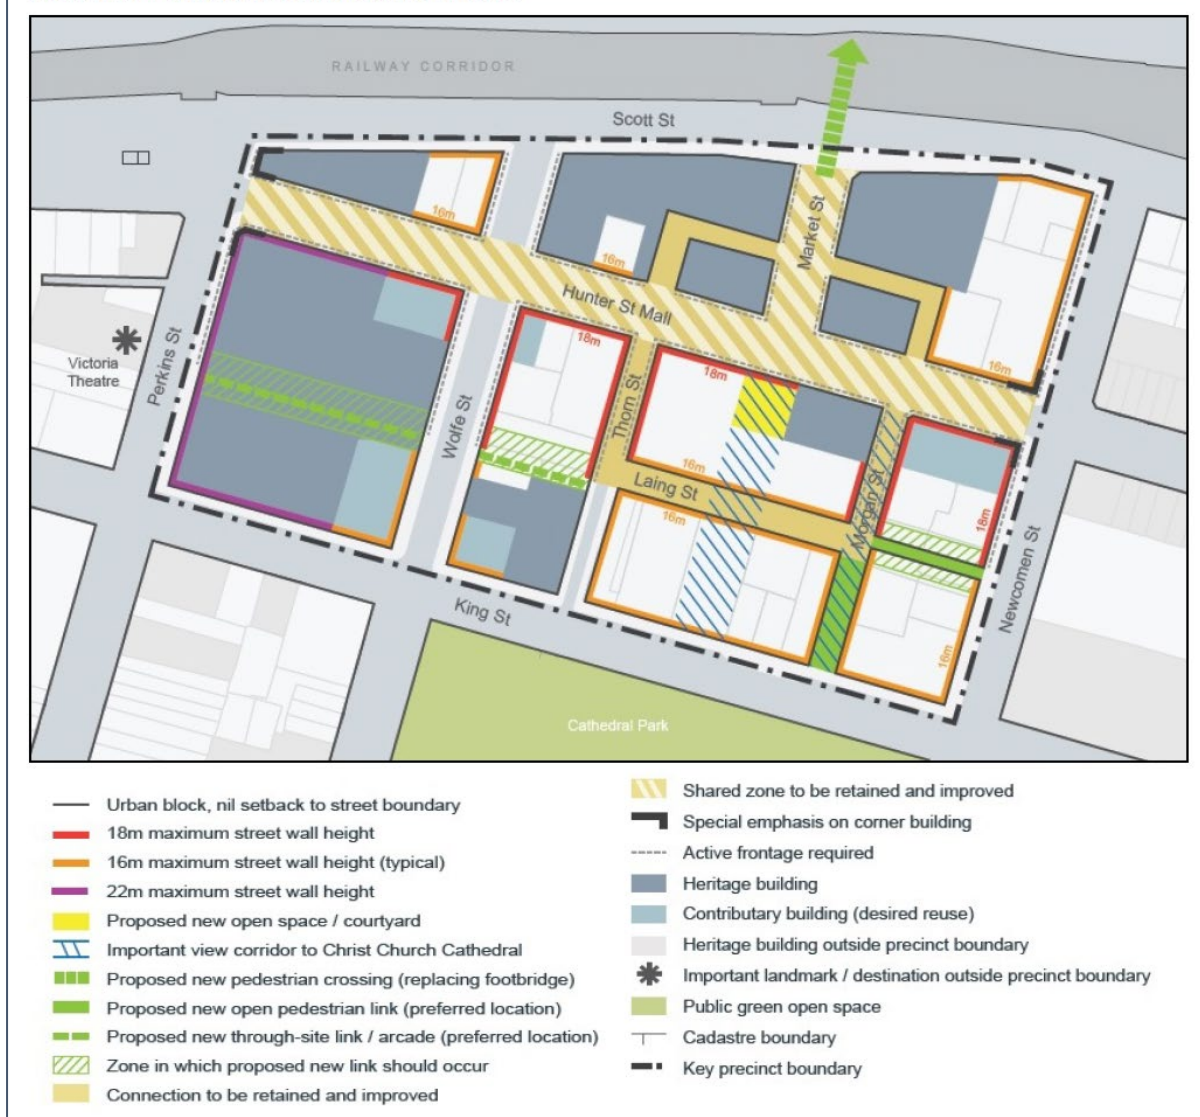 RAILWAY CORRIDOR
Scott St
16m
Market St
16m
Hunter St Mall
Victoria
Theatre
Perkins St
18m
18m
16m
Thorn St
Wolfe St
16m
Laing St
Morgan St
16m
18m
Newcomen St
King St
16m
Cathedral Park
Urban block, nil setback to street boundary
18m maximum street wall height
16m maximum street wall height (typical)
22m maximum street wall height
Proposed new open space / courtyard
Important view corridor to Christ Church Cathedral
Proposed new pedestrian crossing (replacing footbridge)
Proposed new open pedestrian link (preferred location)
Proposed new through-site link / arcade (preferred location)
Zone in which proposed new link should occur
Connection to be retained and improved
Shared zone to be retained and improved
Special emphasis on corner building
Active frontage required
Heritage building
Contributary building (desired reuse)
Heritage building outside precinct boundary
Important landmark / destination outside precinct boundary
Public green open space
Cadastre boundary
Key precinct boundary